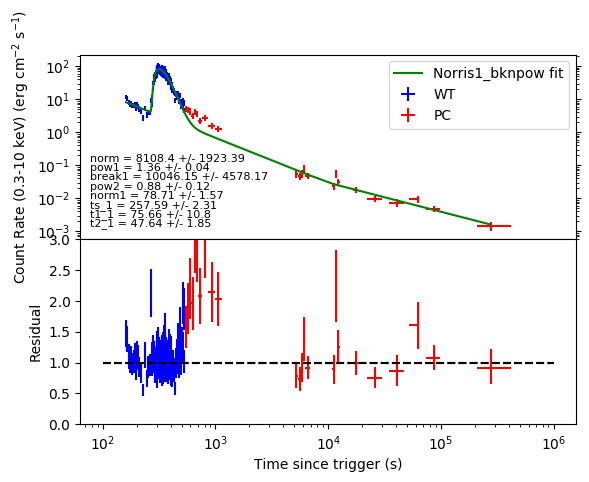 Count Rate (0.3-10 keV) (erg cm⁻² s⁻¹)
10²
10¹
10⁰
10⁻¹
10⁻²
10⁻³
Norris1_bknpow fit
WT
PC
norm = 8108.4 +/- 1923.39
pow1 = 1.36 +/- 0.04
break1 = 10046.15 +/- 4578.17
pow2 = 0.88 +/- 0.12
norm1 = 78.71 +/- 1.57
ts_1 = 257.59 +/- 2.31
t1_1 = 75.66 +/- 10.8
t2_1 = 47.64 +/- 1.85
Residual
3.0
2.5
2.0
1.5
1.0
0.5
0.0
10² 10³ 10⁴ 10⁵ 10⁶
Time since trigger (s)